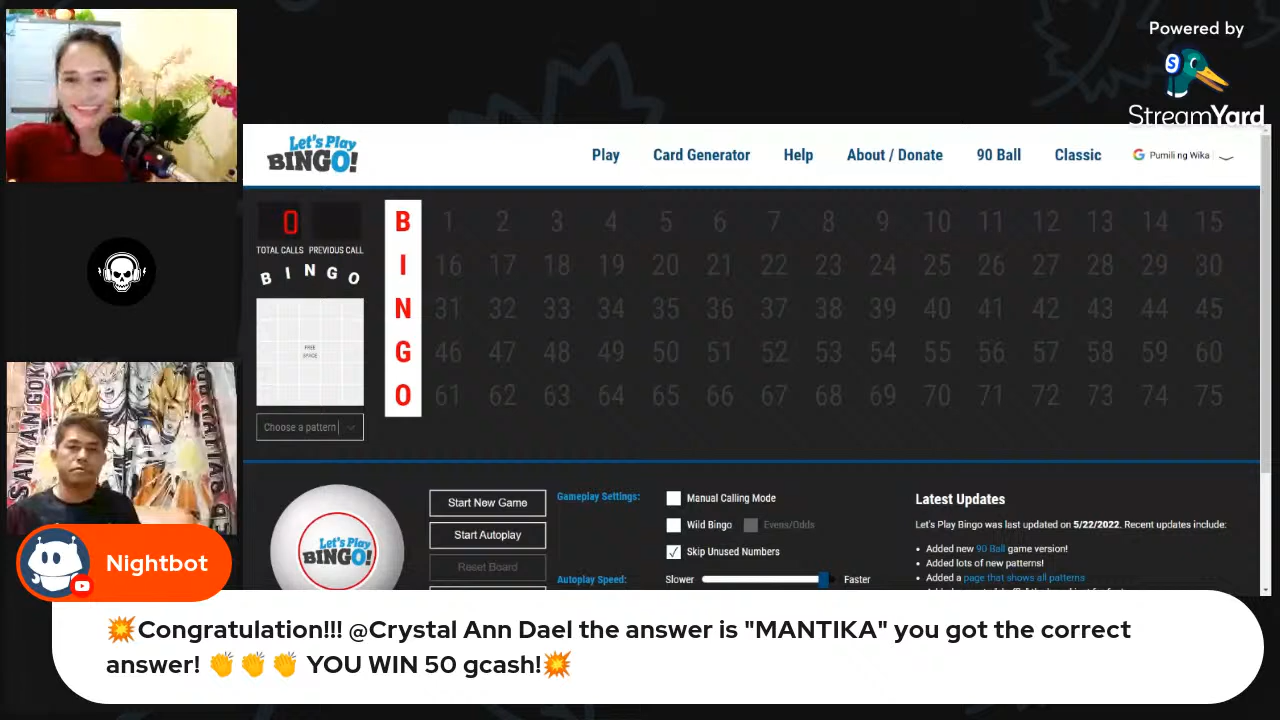 Powered by
StreamYard
Let's Play
BINGO!
Play Card Generator Help About / Donate 90 Ball Classic Pumili ng Wika
0
TOTAL CALLS PREVIOUS CALL
B I N G O
FREE
SPACE
Choose a pattern
B 1 2 3 4 5 6 7 8 9 10 11 12 13 14 15
I 16 17 18 19 20 21 22 23 24 25 26 27 28 29 30
N 31 32 33 34 35 36 37 38 39 40 41 42 43 44 45
G 46 47 48 49 50 51 52 53 54 55 56 57 58 59 60
O 61 62 63 64 65 66 67 68 69 70 71 72 73 74 75
SAIYAN GOK
Let's Play
BINGO!
Start New Game
Start Autoplay
Reset Board
Gameplay Settings:
Manual Calling Mode
Wild Bingo Evens/Odds
Skip Unused Numbers
Autoplay Speed: Slower Faster
Latest Updates
Let's Play Bingo was last updated on 5/22/2022. Recent updates include:
Added new 90 Ball game version!
Added lots of new patterns!
Added a page that shows all patterns
Nightbot
💥Congratulation!!! @Crystal Ann Dael the answer is "MANTIKA" you got the correct
answer! 👏👏👏 YOU WIN 50 gcash!💥